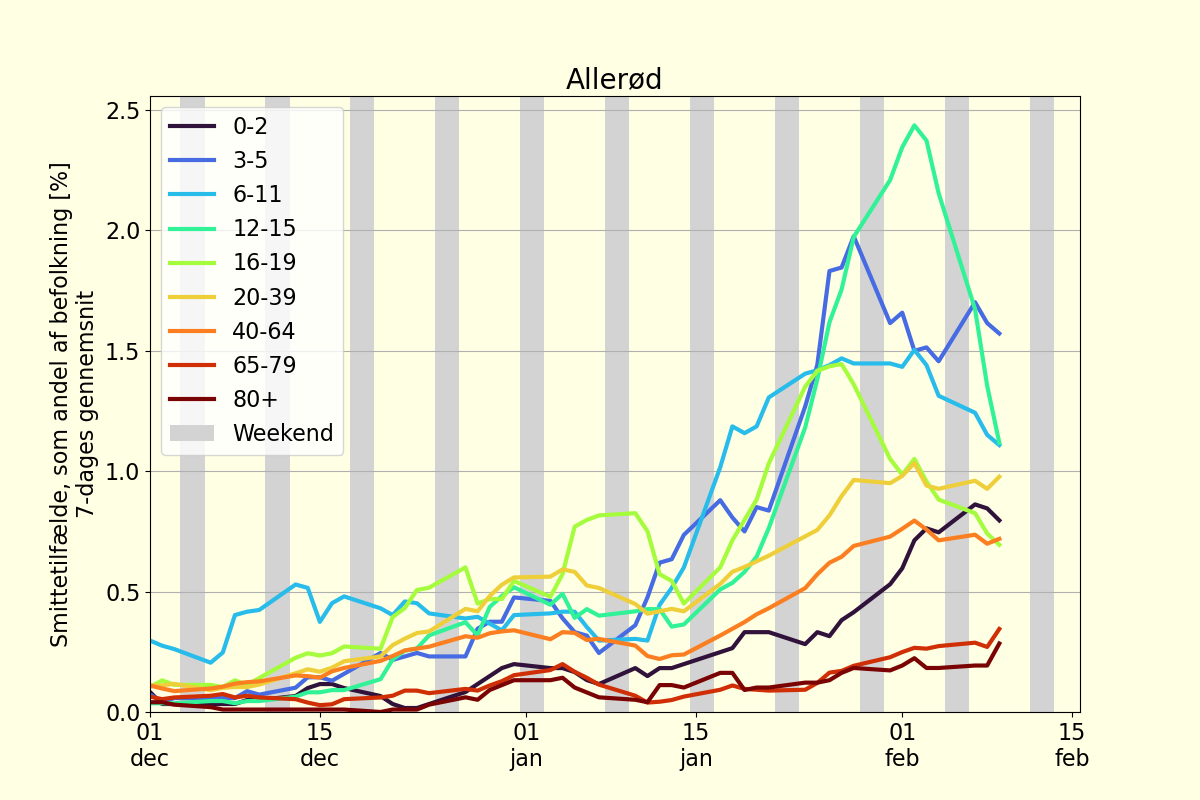 Allerød
Smittetilfælde, som andel af befolkning [%]
7-dages gennemsnit
2.5
2.0
1.5
1.0
0.5
0.0
0-2
3-5
6-11
12-15
16-19
20-39
40-64
65-79
80+
Weekend
01 15 01 15 01 15
dec dec jan jan feb feb